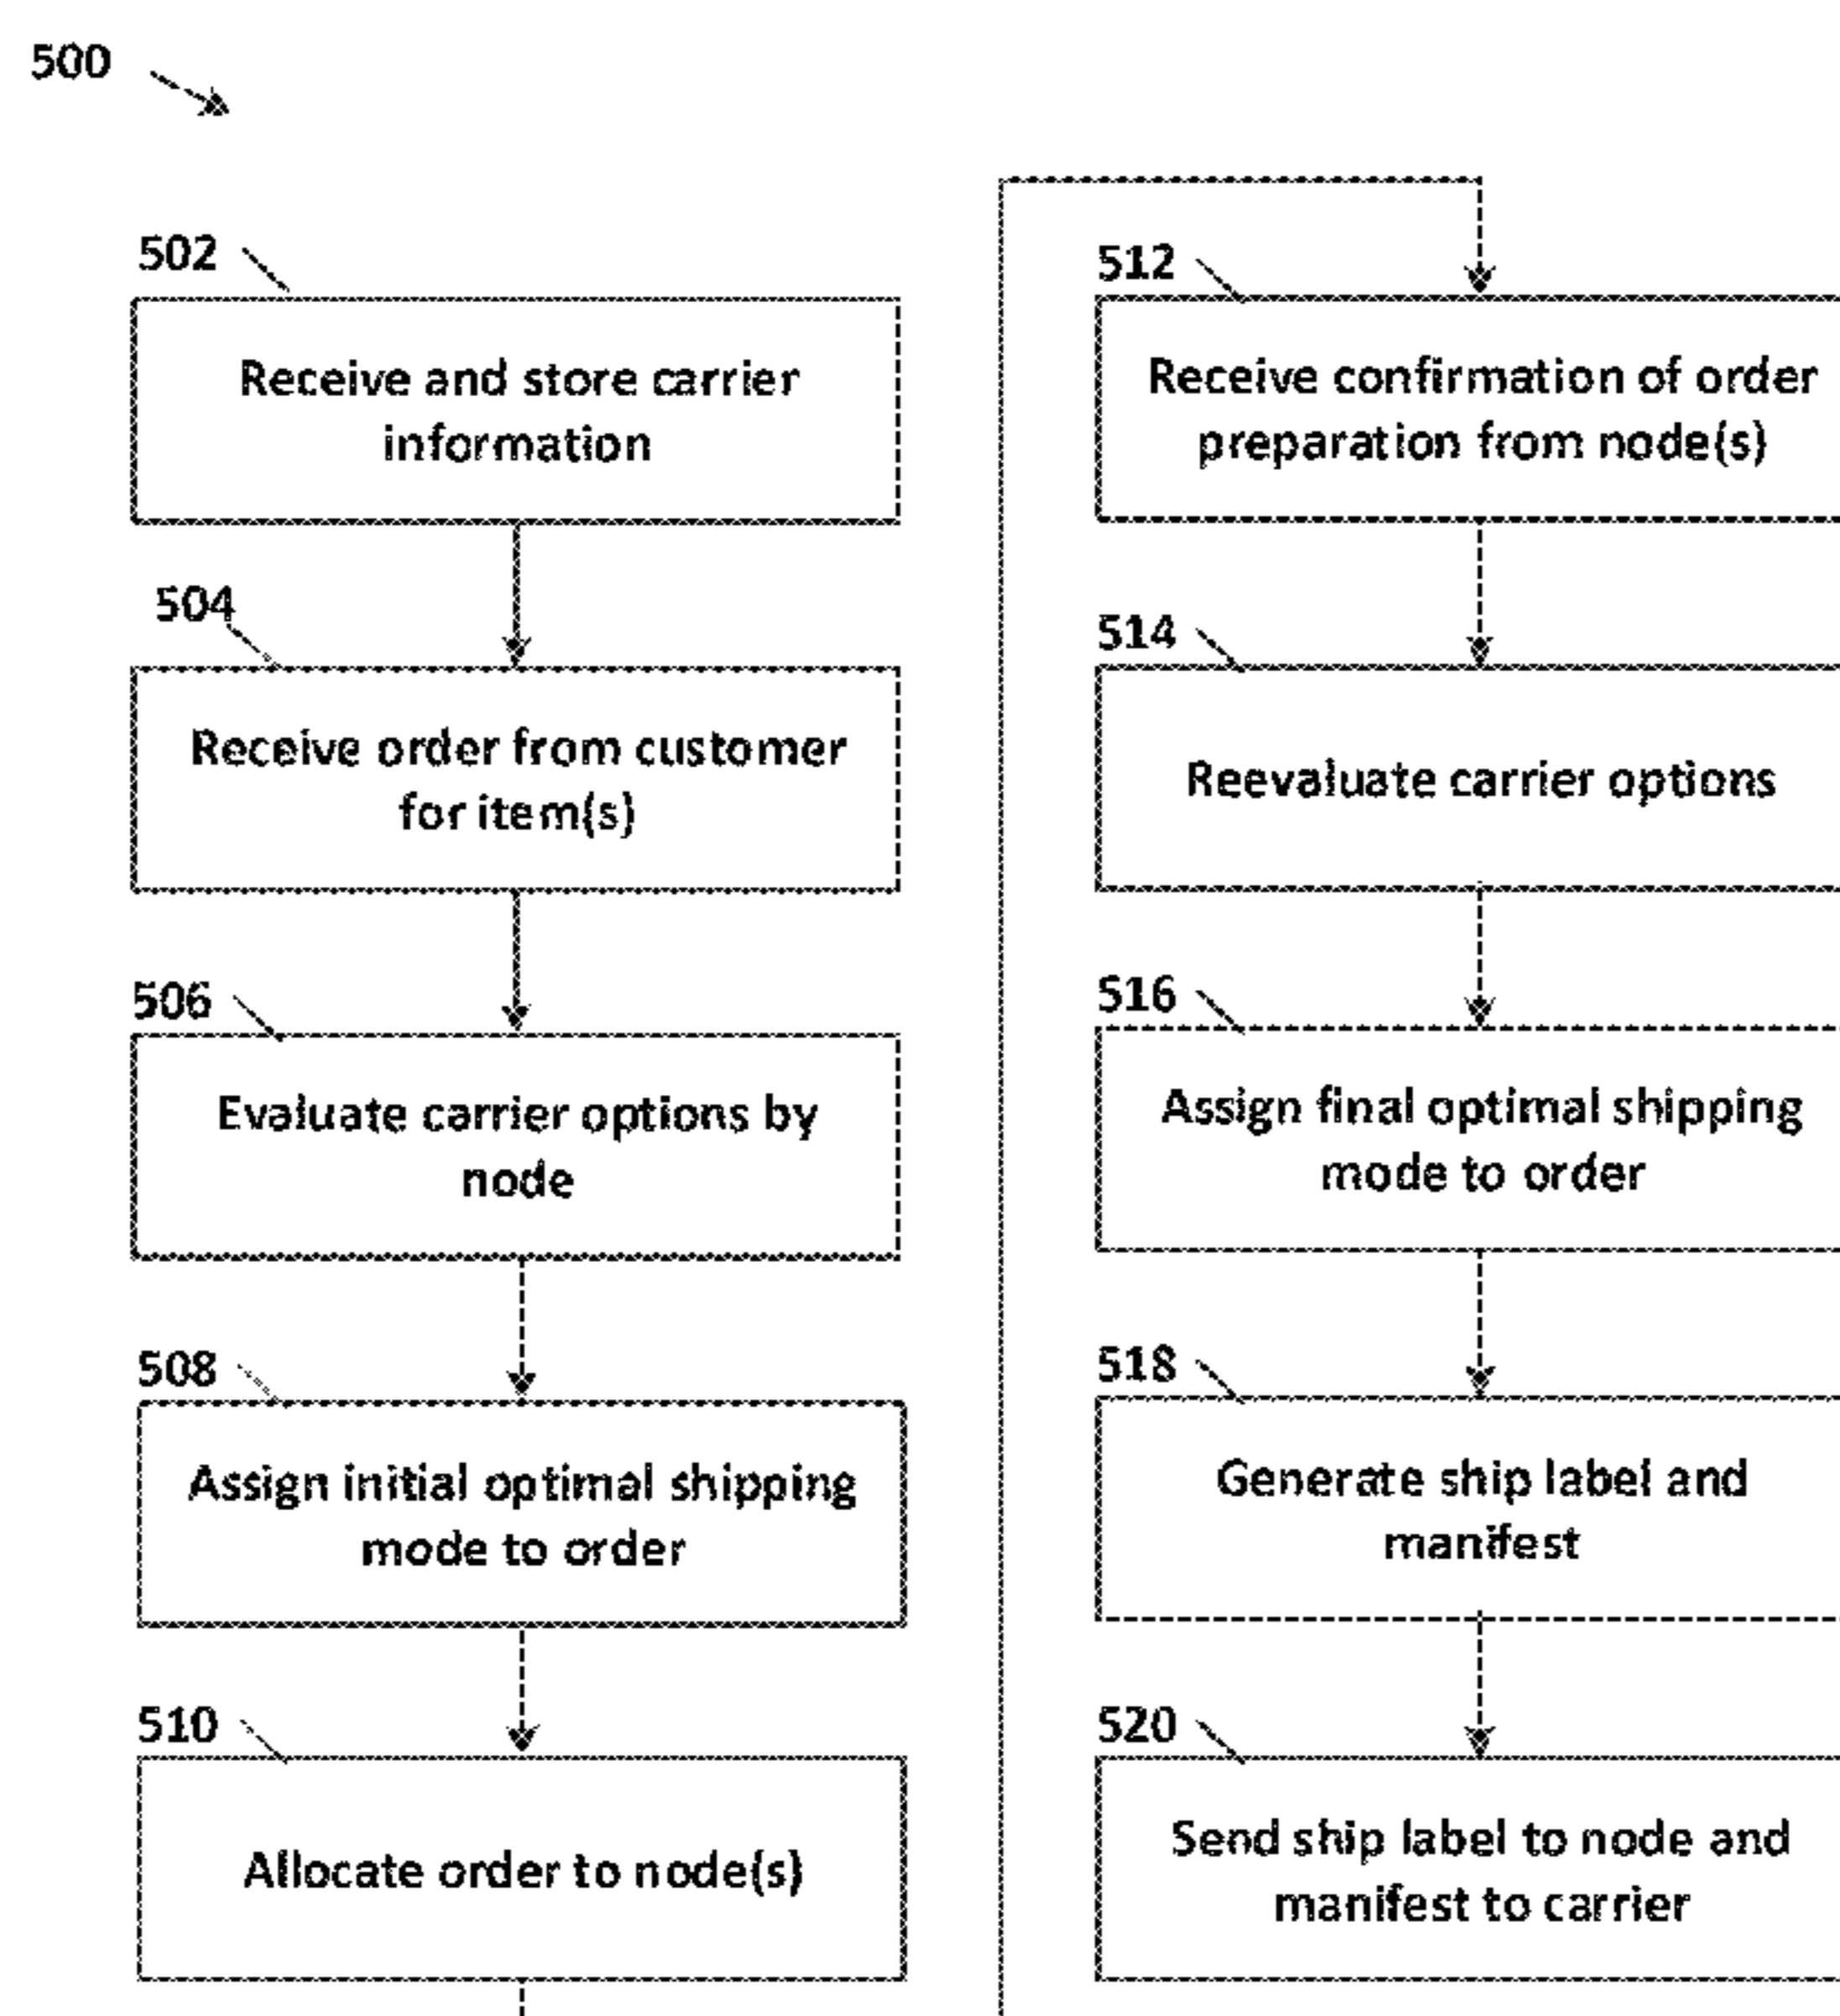 500
502
Receive and store carrier
information
504
Receive order from customer
for item(s)
506
Evaluate carrier options by
node
508
Assign initial optimal shipping
mode to order
510
Allocate order to node(s)
512
Receive confirmation of order
preparation from node(s)
514
Reevaluate carrier options
516
Assign final optimal shipping
mode to order
518
Generate ship label and
manifest
520
Send ship label to node and
manifest to carrier